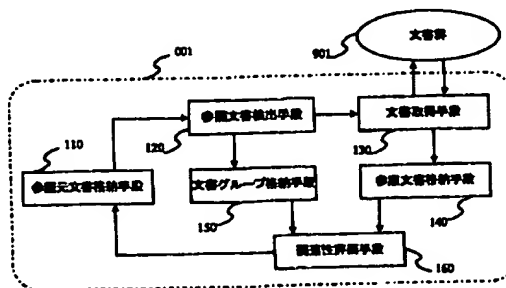 001
901
文書群
参照文書検出手段
120
文書取得手段
130
110
参照元文書格納手段
文書グループ格納手段
150
参照文書格納手段
140
関連性評価手段
160